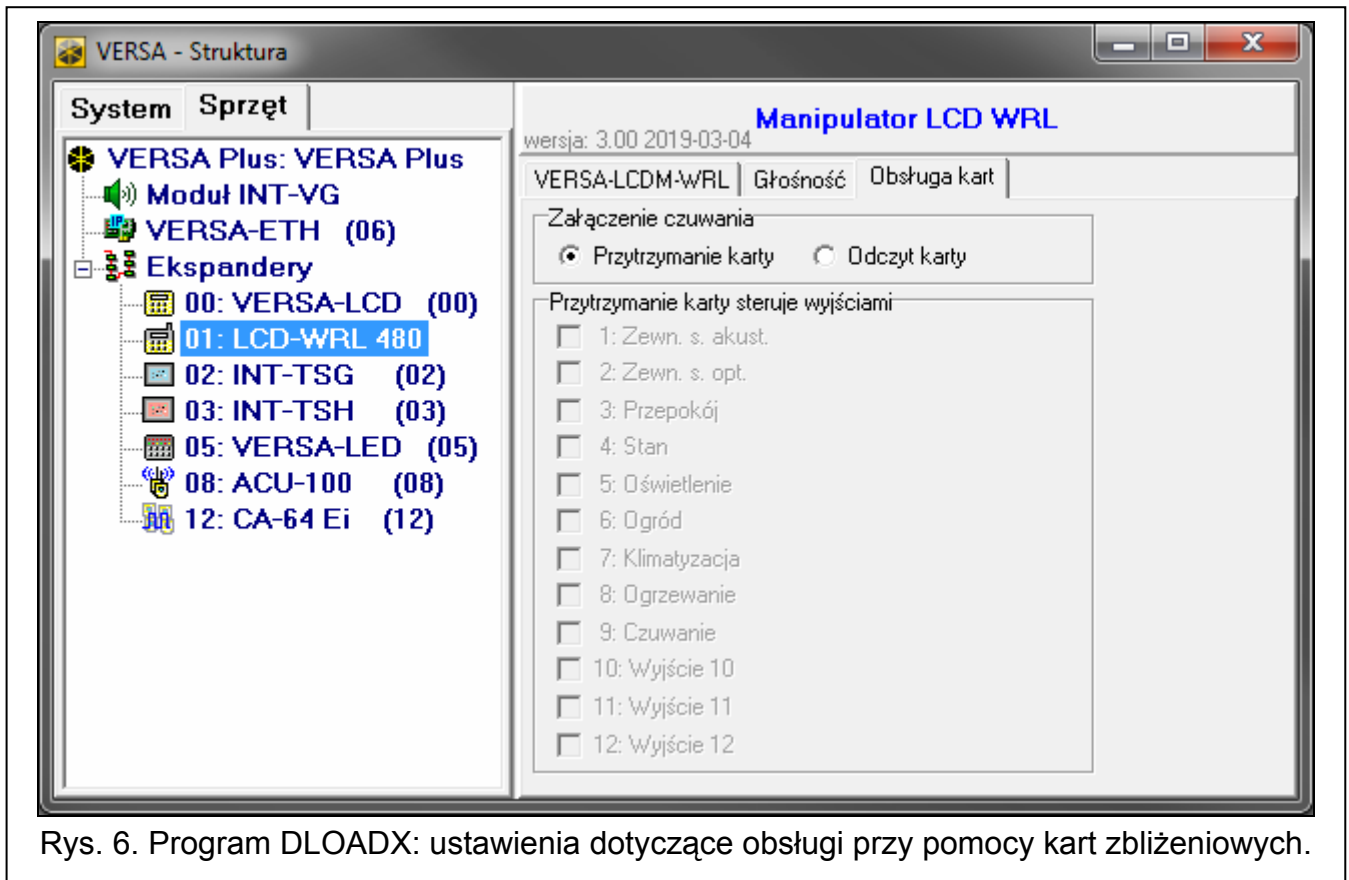 VERSA - Struktura
System Sprzęt
VERSA Plus: VERSA Plus
Moduł INT-VG
VERSA-ETH (06)
Ekspandery
00: VERSA-LCD (00)
01: LCD-WRL 480
02: INT-TSG (02)
03: INT-TSH (03)
05: VERSA-LED (05)
08: ACU-100 (08)
12: CA-64 Ei (12)
Manipulator LCD WRL
wersja: 3.00 2019-03-04
VERSA-LCDM-WRL Głośność Obsługa kart
Załączenie czuwania
Przytrzymanie karty Odczyt karty
Przytrzymanie karty steruje wyjściami
1: Zewn. s. akust.
2: Zewn. s. opt.
3: Przepokój
4: Stan
5: Oświetlenie
6: Ogród
7: Klimatyzacja
8: Ogrzewanie
9: Czuwanie
10: Wyjście 10
11: Wyjście 11
12: Wyjście 12
Rys. 6. Program DLOADX: ustawienia dotyczące obsługi przy pomocy kart zbliżeniowych.